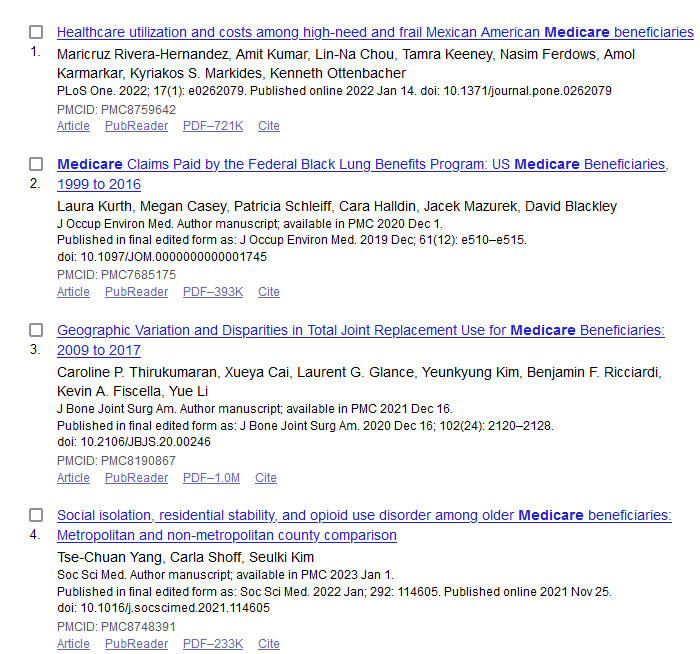 Healthcare utilization and costs among high-need and frail Mexican American Medicare beneficiaries
1. Maricruz Rivera-Hernandez, Amit Kumar, Lin-Na Chou, Tamra Keeney, Nasim Ferdows, Amol
Karmarkar, Kyriakos S. Markides, Kenneth Ottenbacher
PLoS One. 2022; 17(1): e0262079. Published online 2022 Jan 14. doi: 10.1371/journal.pone.0262079
PMCID: PMC8759642
Article PubReader PDF–721K Cite
Medicare Claims Paid by the Federal Black Lung Benefits Program: US Medicare Beneficiaries,
2. 1999 to 2016
Laura Kurth, Megan Casey, Patricia Schleiff, Cara Halldin, Jacek Mazurek, David Blackley
J Occup Environ Med. Author manuscript; available in PMC 2020 Dec 1.
Published in final edited form as: J Occup Environ Med. 2019 Dec; 61(12): e510–e515.
doi: 10.1097/JOM.0000000000001745
PMCID: PMC7685175
Article PubReader PDF–393K Cite
Geographic Variation and Disparities in Total Joint Replacement Use for Medicare Beneficiaries:
3. 2009 to 2017
Caroline P. Thirukumaran, Xueya Cai, Laurent G. Glance, Yeunkyung Kim, Benjamin F. Ricciardi,
Kevin A. Fiscella, Yue Li
J Bone Joint Surg Am. Author manuscript; available in PMC 2021 Dec 16.
Published in final edited form as: J Bone Joint Surg Am. 2020 Dec 16; 102(24): 2120–2128.
doi: 10.2106/JBJS.20.00246
PMCID: PMC8190867
Article PubReader PDF–1.0M Cite
Social isolation, residential stability, and opioid use disorder among older Medicare beneficiaries:
4. Metropolitan and non-metropolitan county comparison
Tse-Chuan Yang, Carla Shoff, Seulki Kim
Soc Sci Med. Author manuscript; available in PMC 2023 Jan 1.
Published in final edited form as: Soc Sci Med. 2022 Jan; 292: 114605. Published online 2021 Nov 25.
doi: 10.1016/j.socscimed.2021.114605
PMCID: PMC8748391
Article PubReader PDF–233K Cite